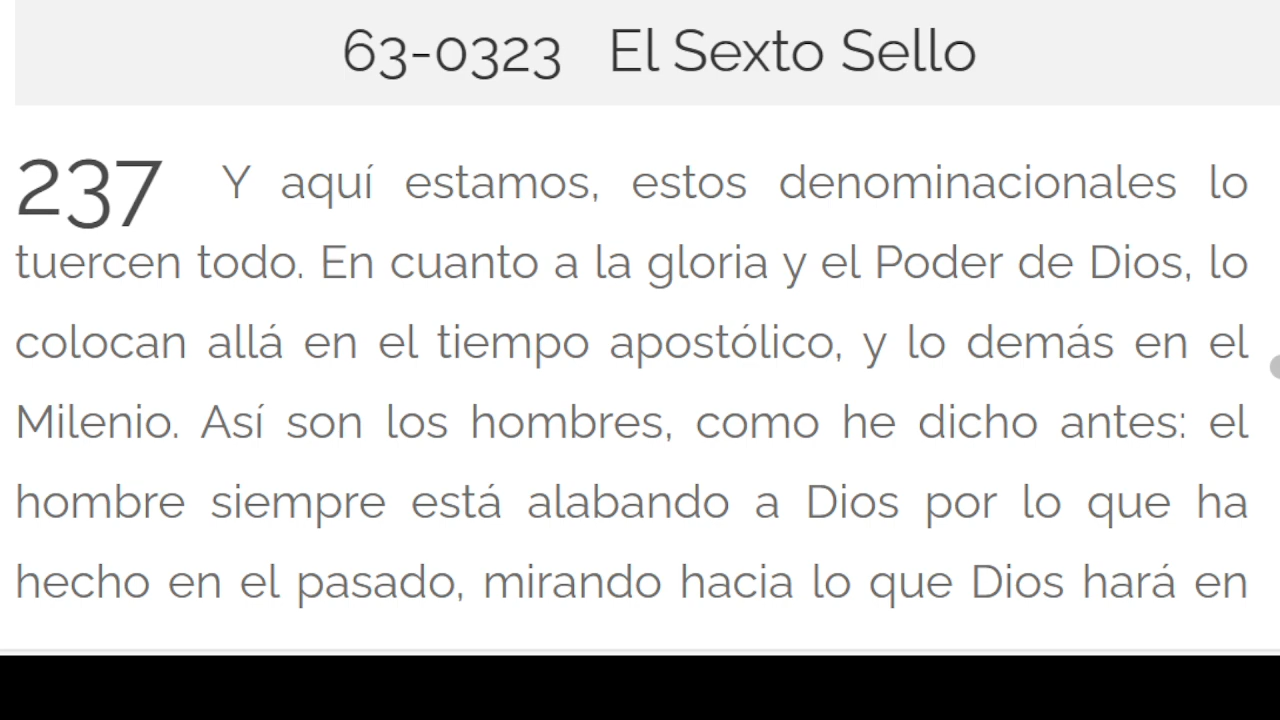 63-0323 El Sexto Sello
237 Y aquí estamos, estos denominacionales lo
tuercen todo. En cuanto a la gloria y el Poder de Dios, lo
colocan allá en el tiempo apostólico, y lo demás en el
Milenio. Así son los hombres, como he dicho antes: el
hombre siempre está alabando a Dios por lo que ha
hecho en el pasado, mirando hacia lo que Dios hará en